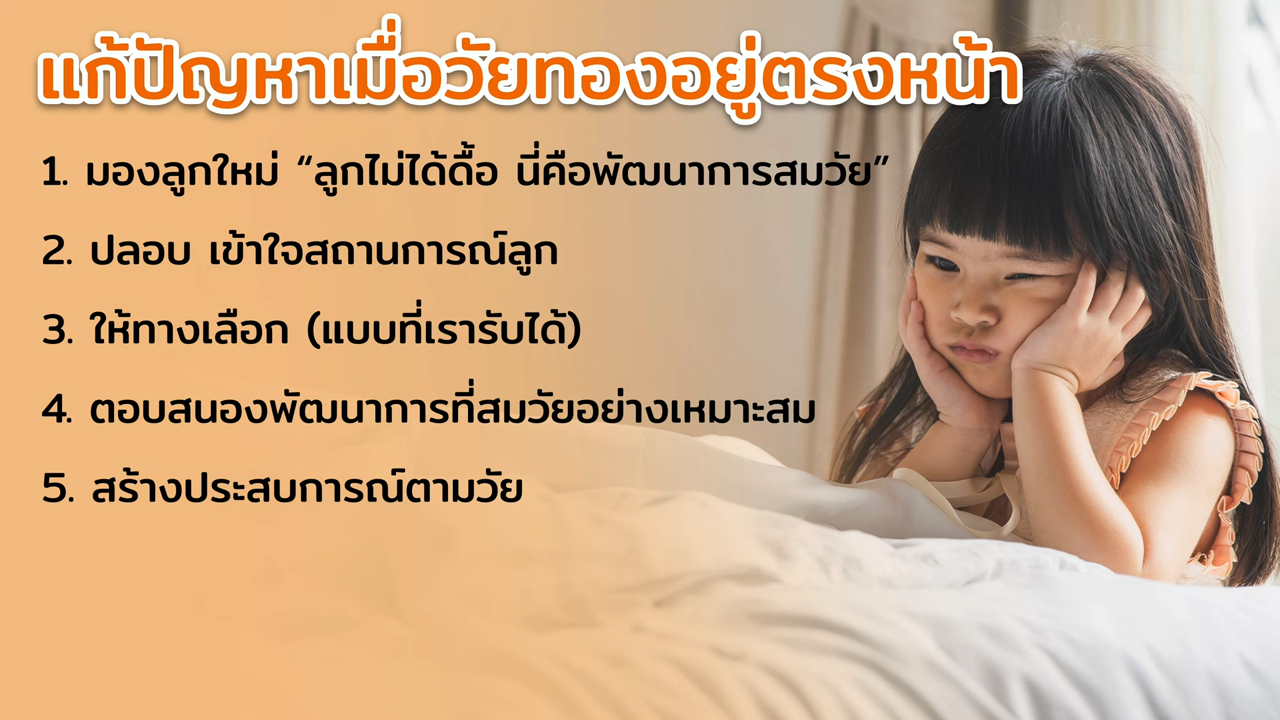 แก้ปัญหาเมื่อวัยทองอยู่ตรงหน้า
1. มองลูกใหม่ “ลูกไม่ได้ดื้อ นี่คือพัฒนาการสมวัย”
2. ปลอบ เข้าใจสถานการณ์ลูก
3. ให้ทางเลือก (แบบที่เรารับได้)
4. ตอบสนองพัฒนาการที่สมวัยอย่างเหมาะสม
5. สร้างประสบการณ์ตามวัย